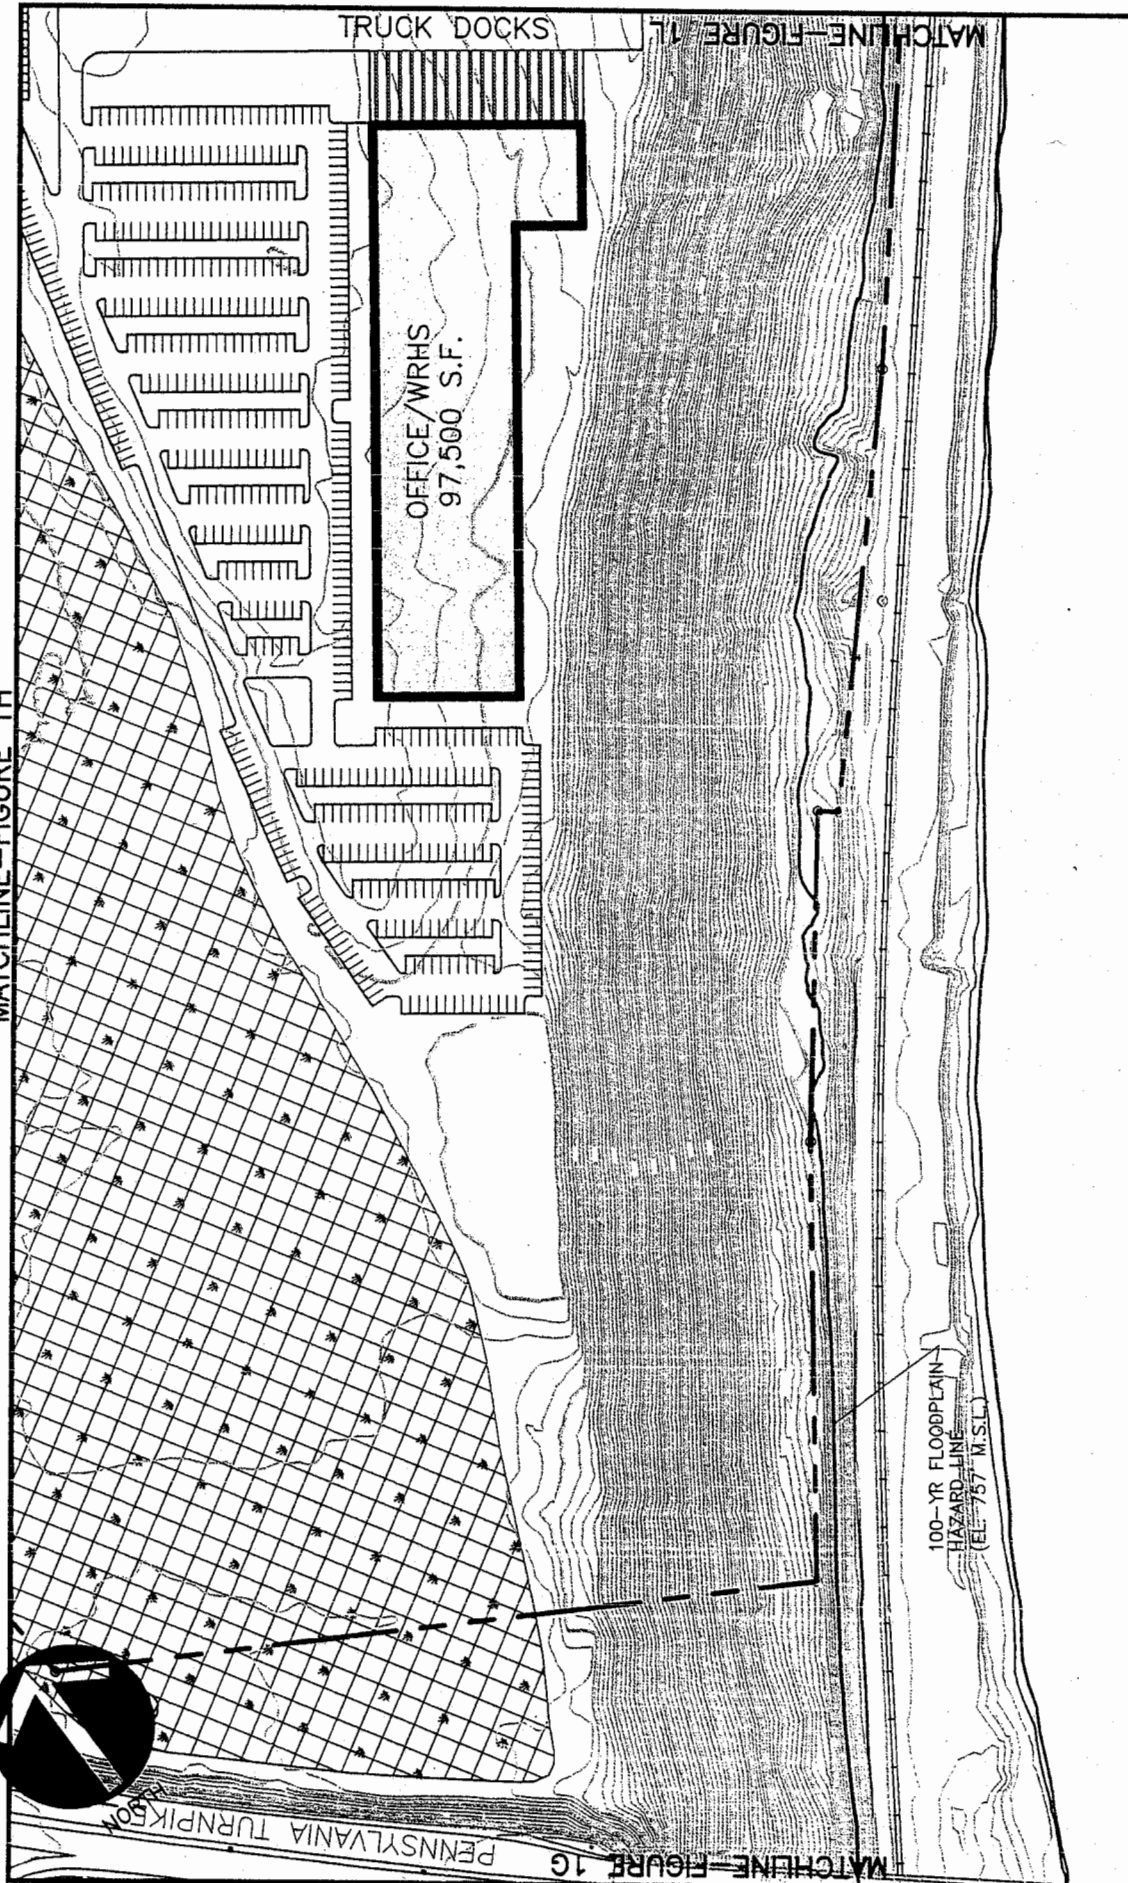 TRUCK DOCKS
MATCHLINE-FIGURE 1L
OFFICE/WRHS
97,500 S.F.
MATCHLINE-FIGURE 1H
100-YR FLOODPLAIN
HAZARD LINE
(EL. 757' M.S.L.)
NORTH
PENNSYLVANIA TURNPIKE
MATCHLINE-FIGURE 1G